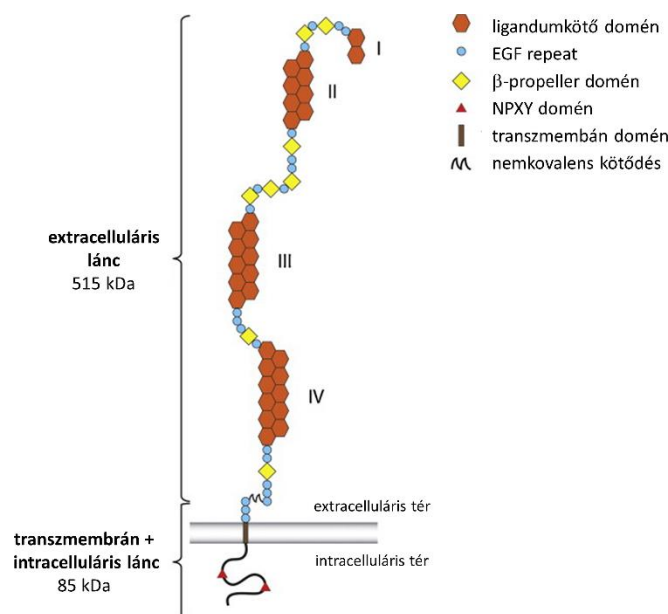 ligandumkötő domén
EGF repeat
β-propeller domén
NPXY domén
transzmembán domén
nemkovalens kötődés
I
II
III
IV
extracelluláris
lánc
515 kDa
extracelluláris tér
transzmembrán +
intracelluláris lánc
85 kDa
intracelluláris tér